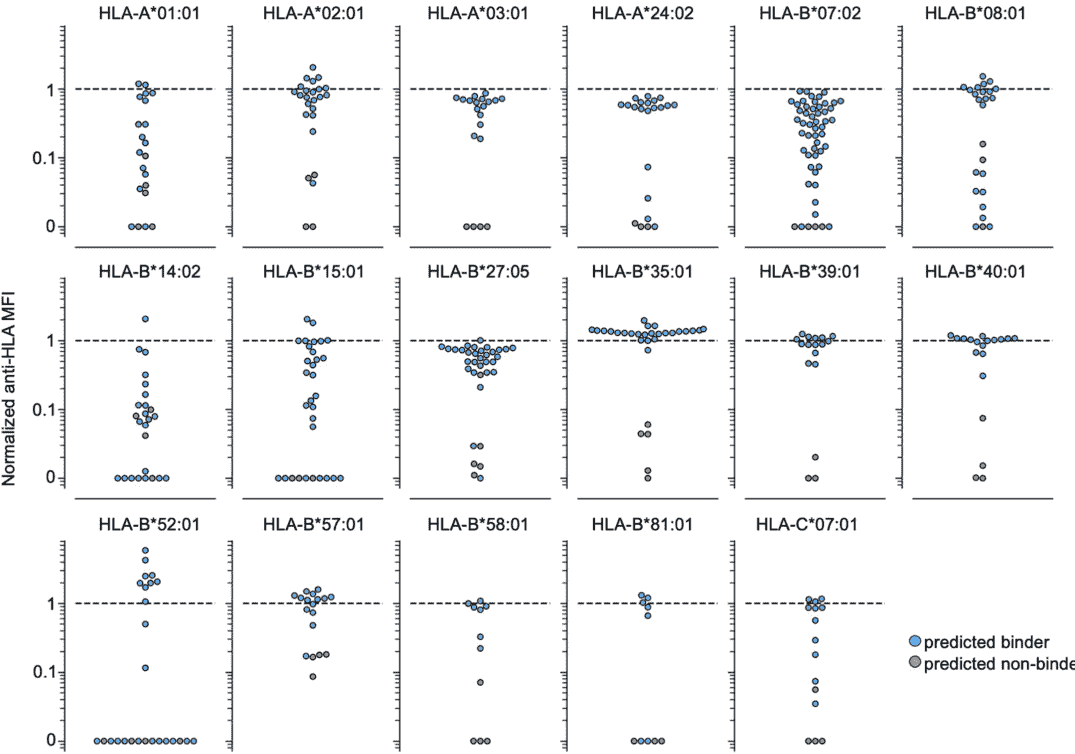 HLA-A*01:01 HLA-A*02:01 HLA-A*03:01 HLA-A*24:02 HLA-B*07:02 HLA-B*08:01
1
0.1
0
HLA-B*14:02 HLA-B*15:01 HLA-B*27:05 HLA-B*35:01 HLA-B*39:01 HLA-B*40:01
Normalized anti-HLA MFI
1
0.1
0
HLA-B*52:01 HLA-B*57:01 HLA-B*58:01 HLA-B*81:01 HLA-C*07:01
1
0.1
0
predicted binder
predicted non-binde